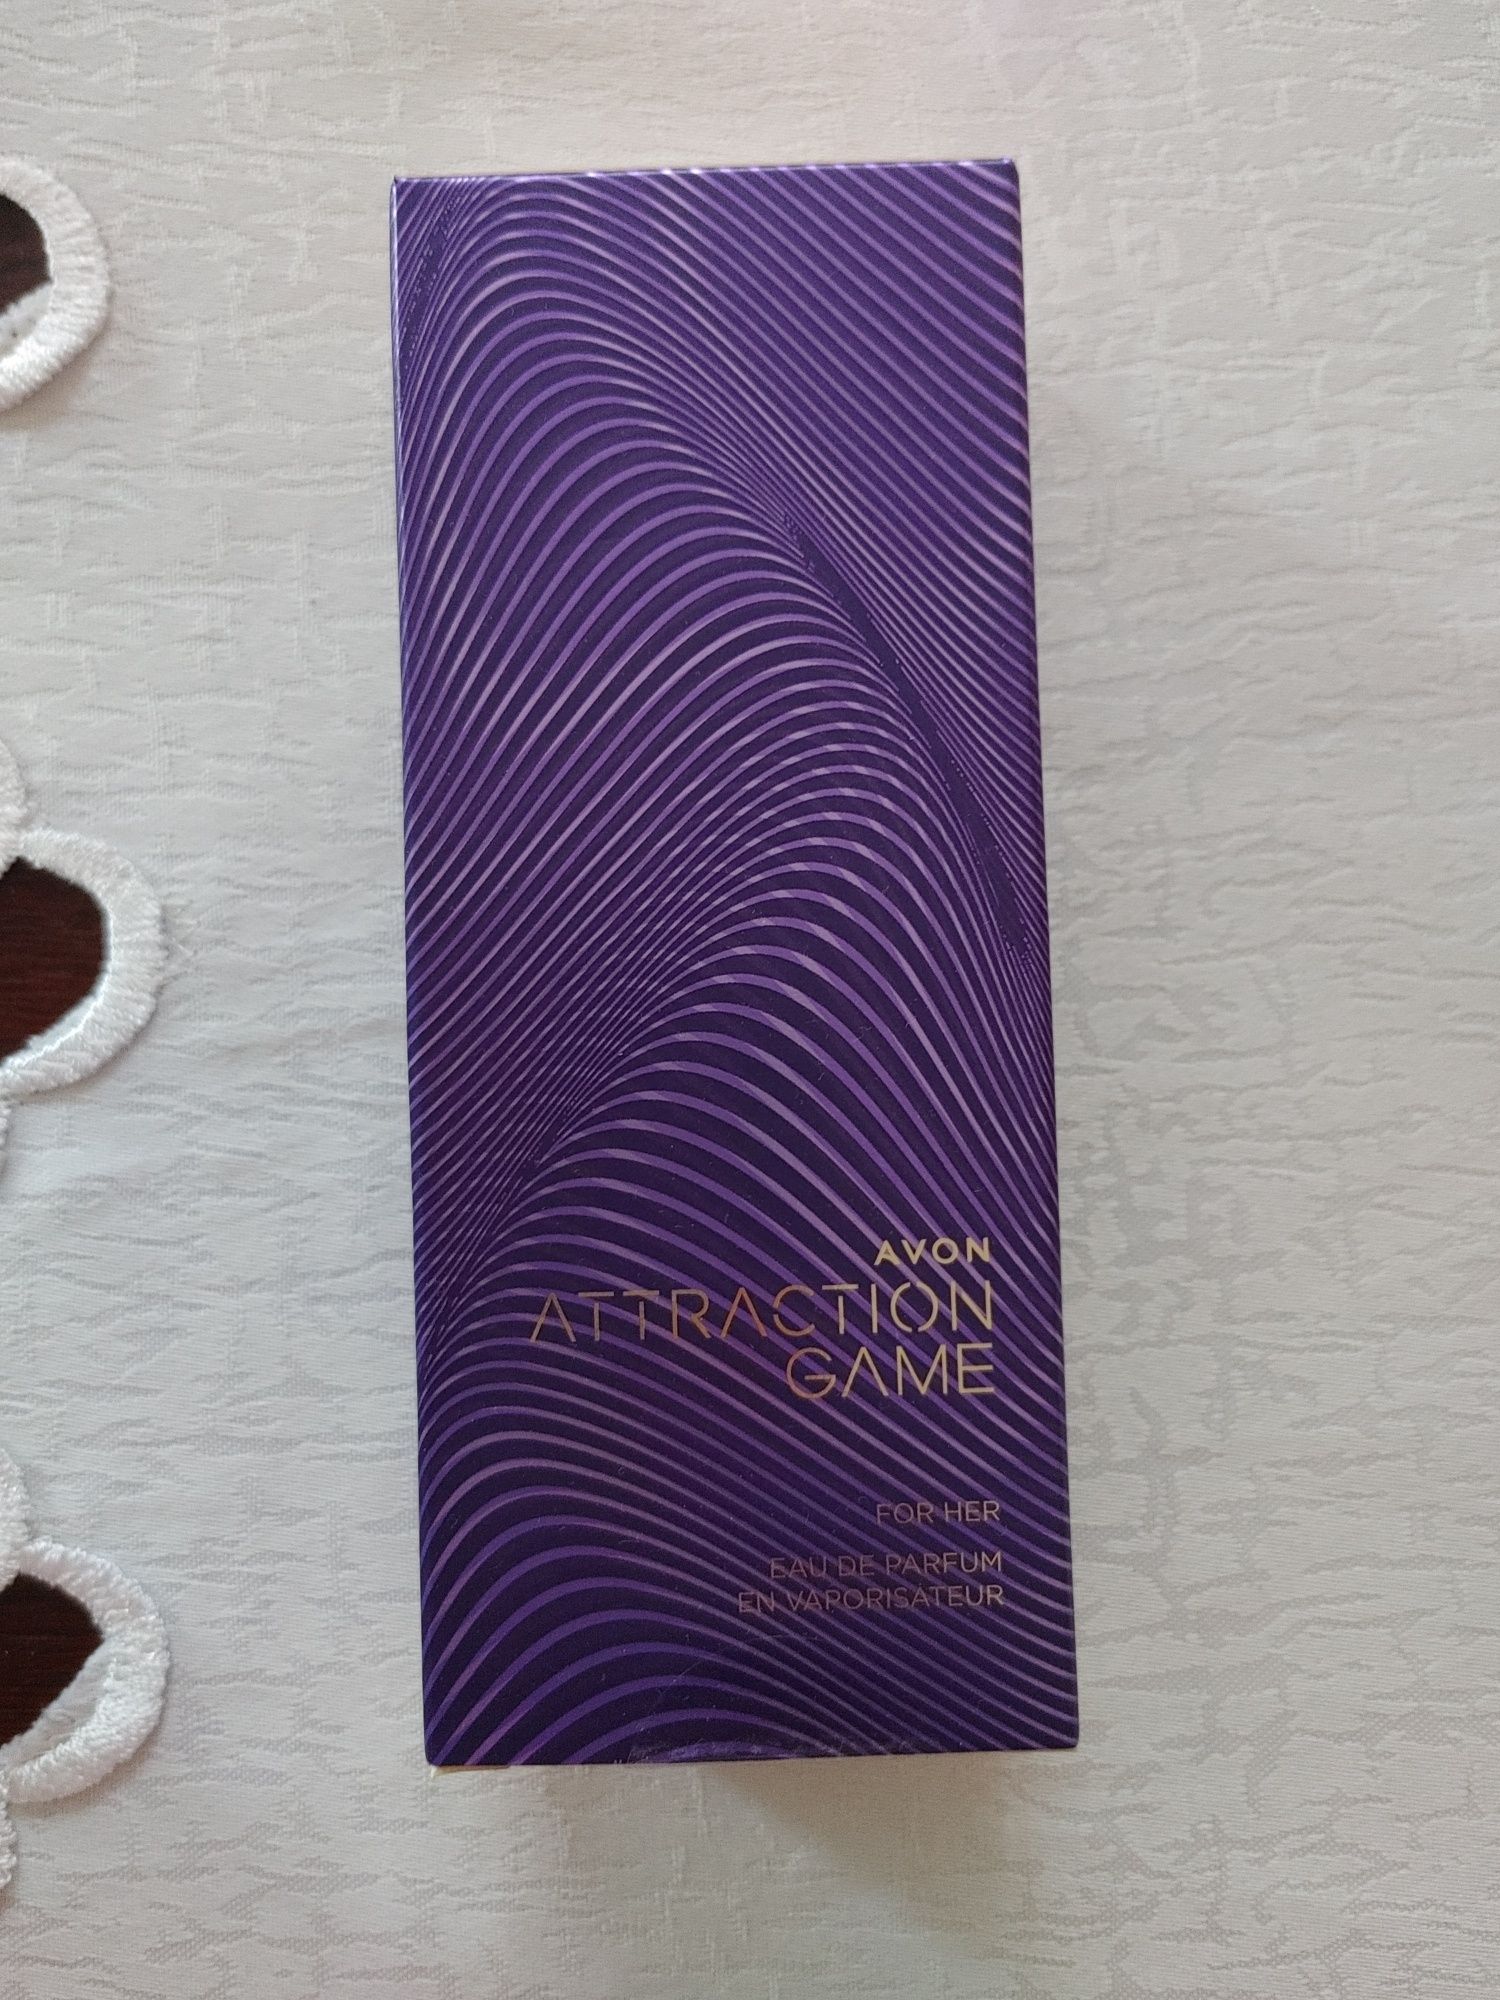 AVON
ATTRACTION
GAME
FOR HER
EAU DE PARFUM
EN VAPORISATEUR